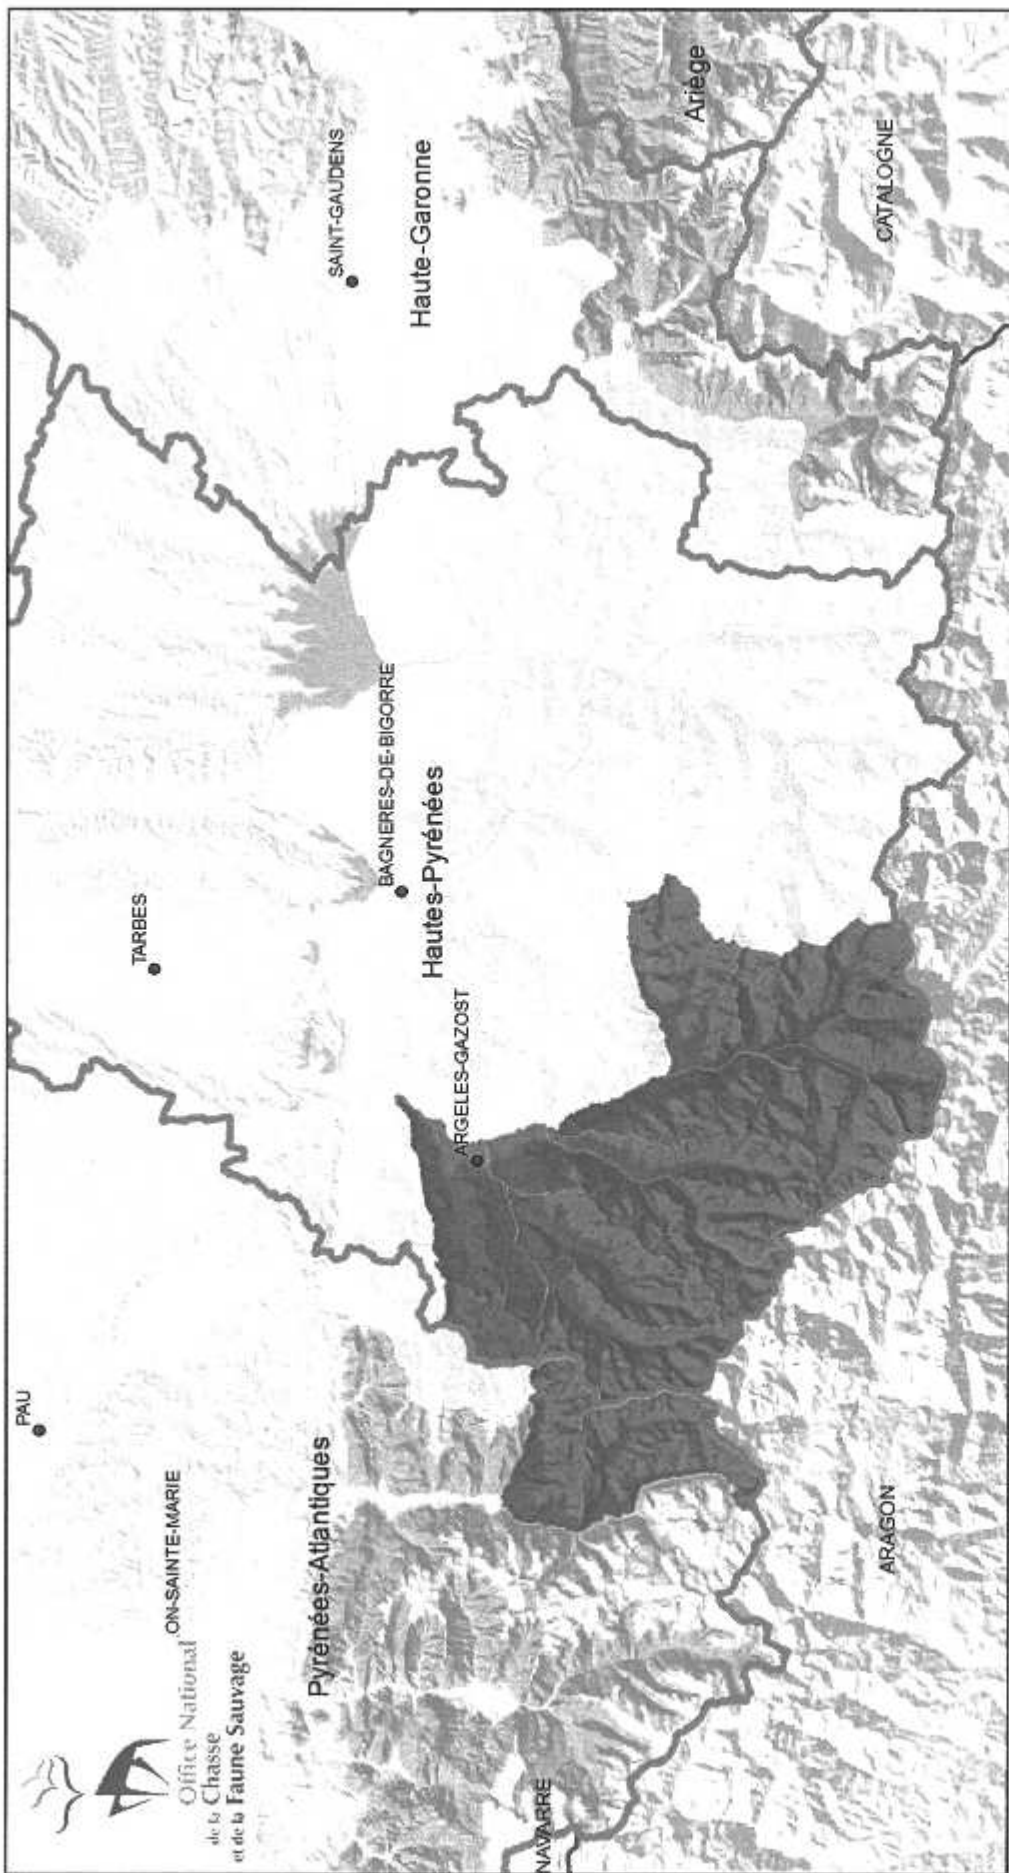 PAU
TARBES
ON-SAINTE-MARIE
Office National
de la Chasse
et de la Faune Sauvage
SAINT-GAUDENS
Pyrénées-Atlantiques
BAGNERES-DE-BIGORRE
Haute-Garonne
Hautes-Pyrénées
ARGELES-GAZOST
NAVARRE
Ariége
ARAGON
CATALOGNE